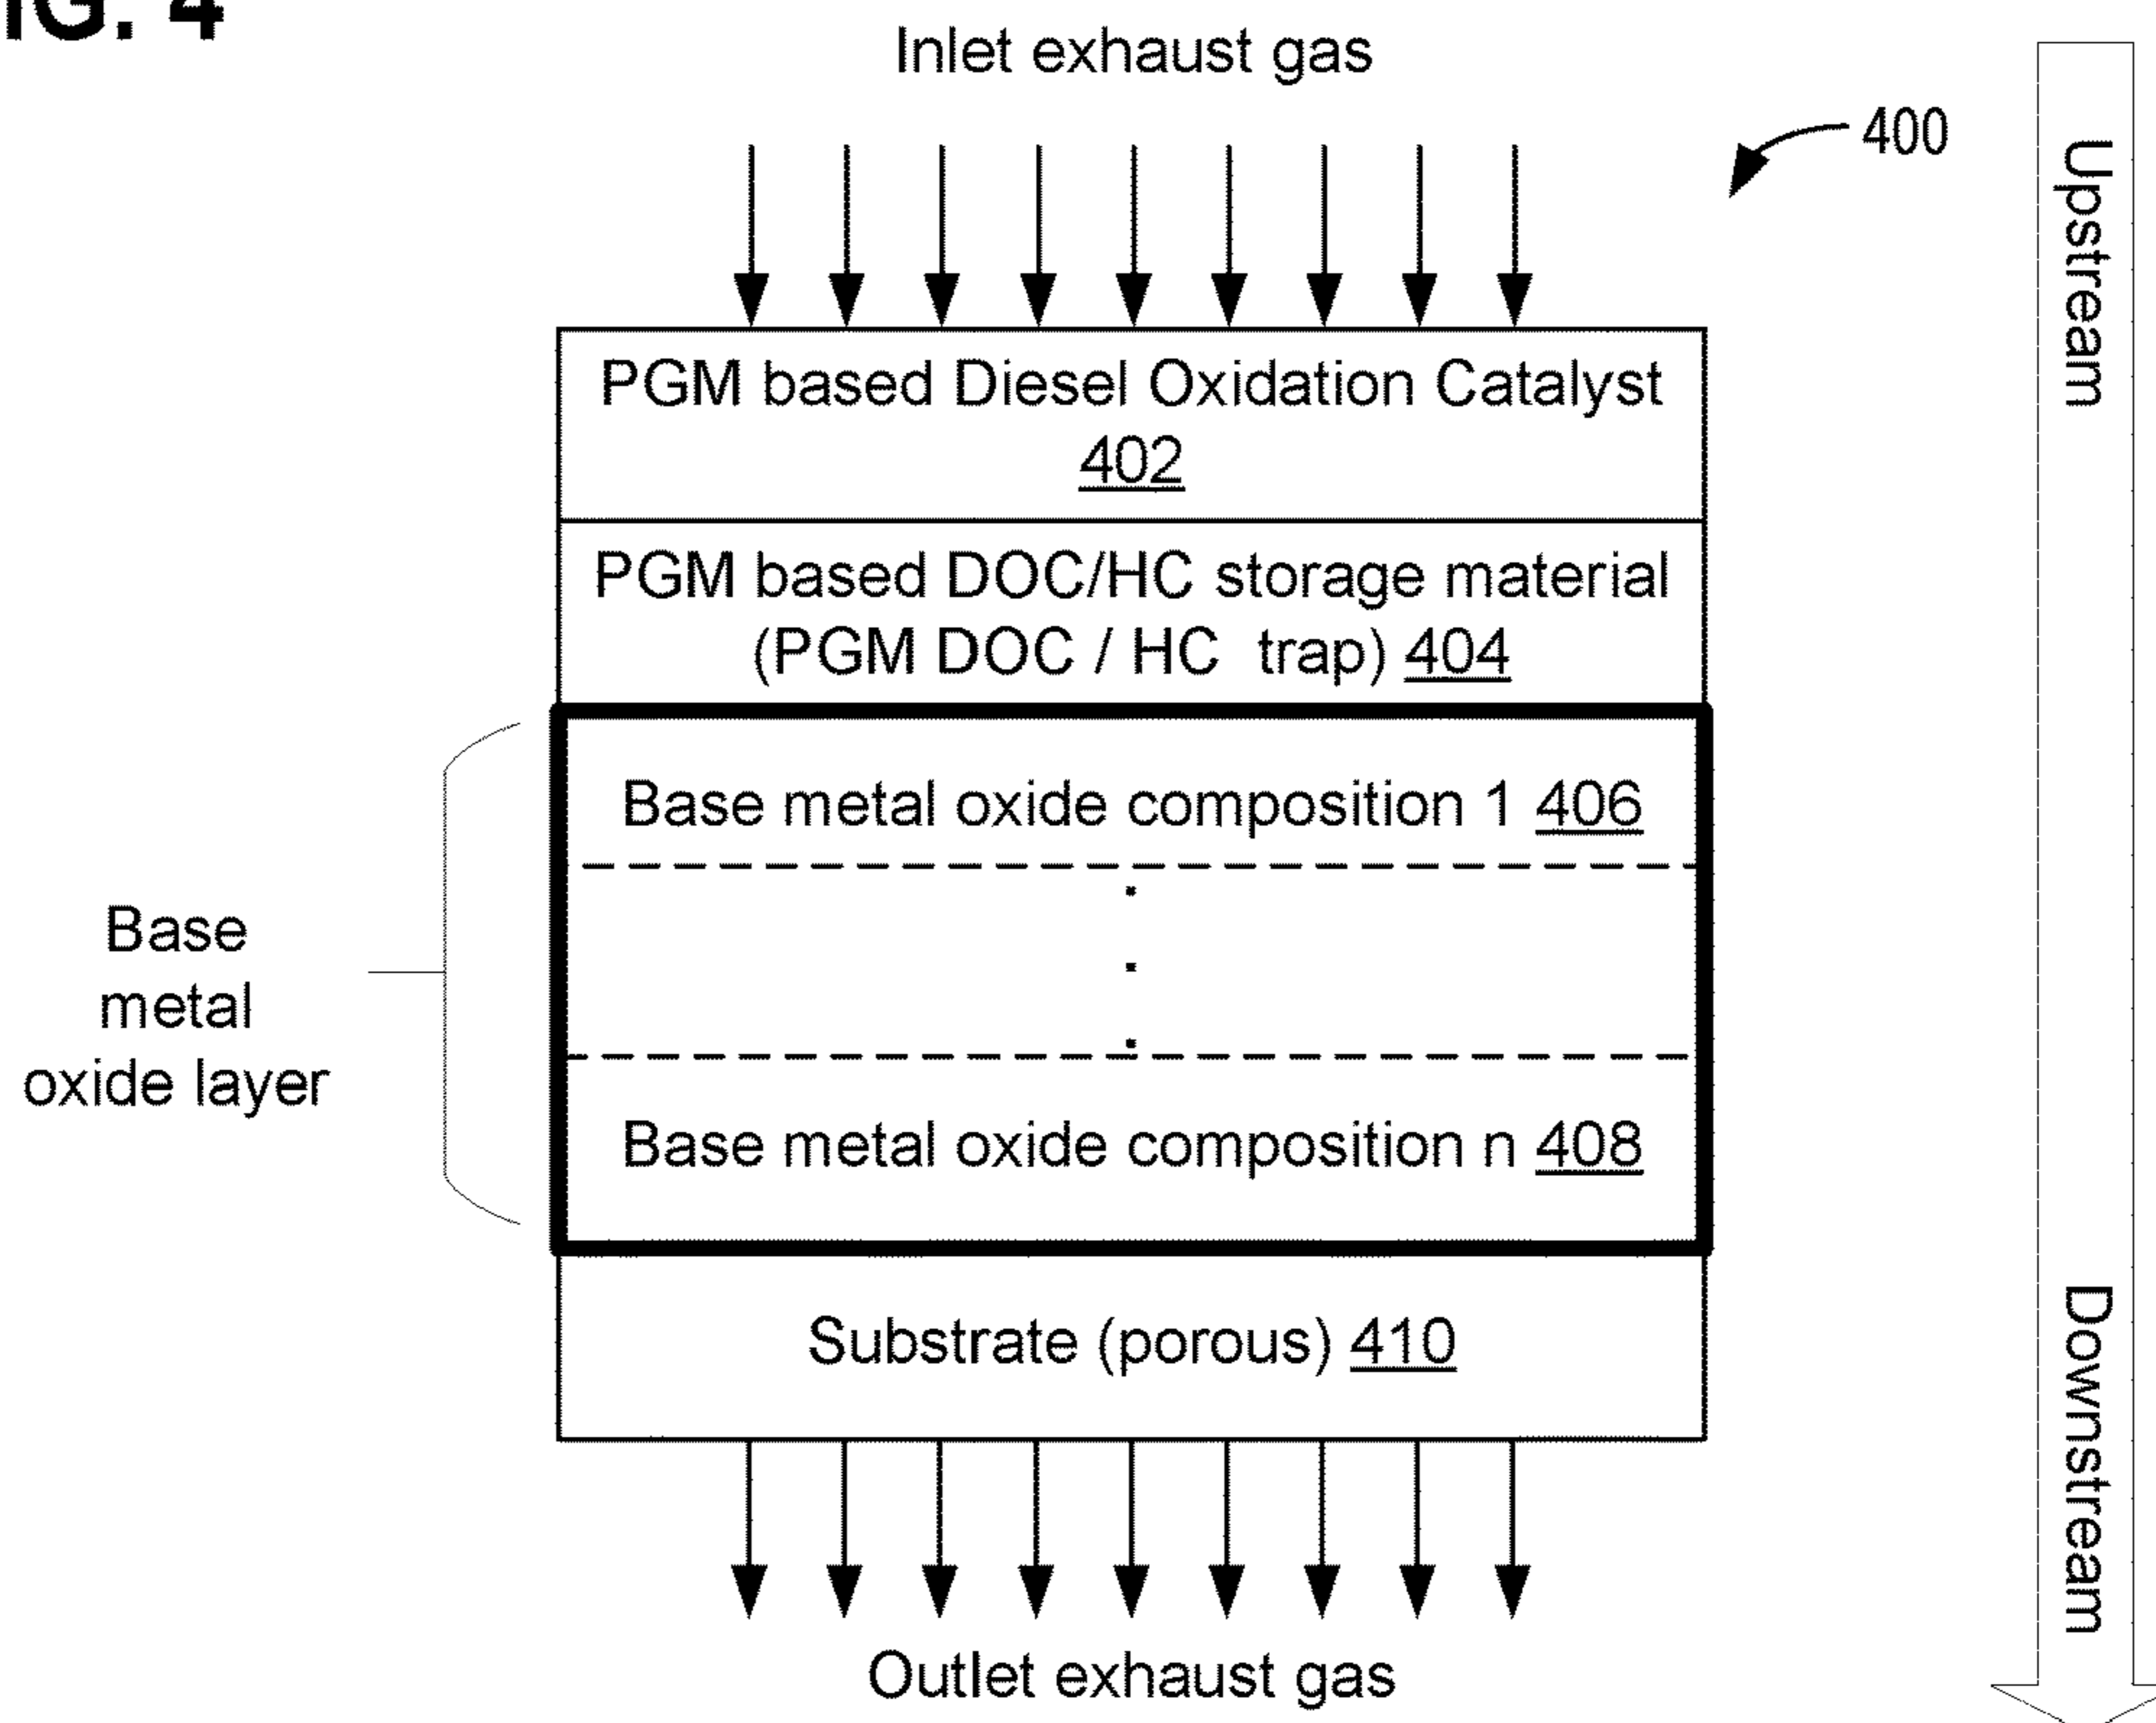 IG. 4
Inlet exhaust gas
400
Upstream
PGM based Diesel Oxidation Catalyst
402
PGM based DOC/HC storage material
(PGM DOC / HC trap) 404
Base metal oxide composition 1 406
Base
metal
oxide layer
Base metal oxide composition n 408
Substrate (porous) 410
Downstream
Outlet exhaust gas